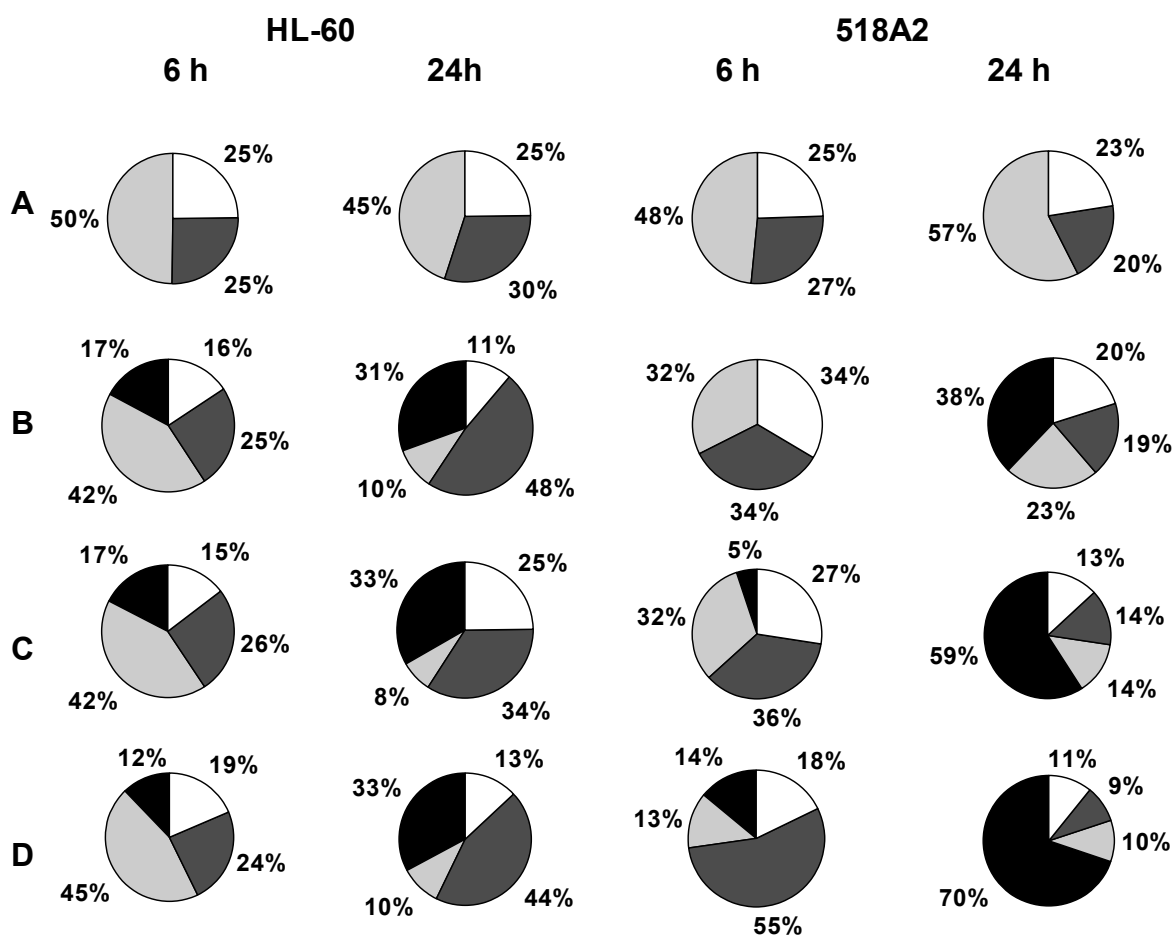 HL-60 518A2
6 h 24h 6 h 24 h
25% 25% 25% 23%
A 50% 45% 48% 57%
25% 30% 27% 20%
17% 16% 31% 11% 32% 34% 38% 20%
B 25% 19%
42% 10% 48% 34% 23%
17% 15% 33% 25% 5% 27% 13%
C 26% 32% 59% 14%
42% 8% 34% 36% 14%
12% 19% 33% 13% 14% 18% 11% 9%
D 24% 13% 10%
45% 10% 44% 55% 70%